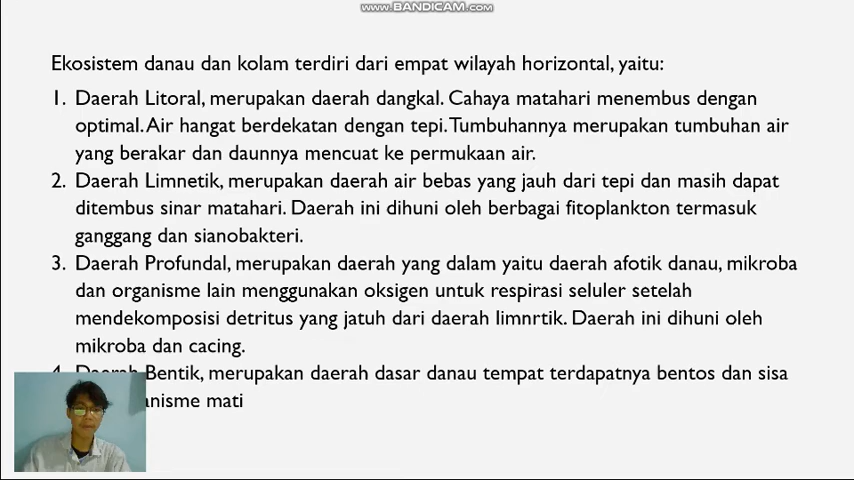 www.BANDICAM.com
Ekosistem danau dan kolam terdiri dari empat wilayah horizontal, yaitu:
1. Daerah Litoral, merupakan daerah dangkal. Cahaya matahari menembus dengan
optimal. Air hangat berdekatan dengan tepi. Tumbuhannya merupakan tumbuhan air
yang berakar dan daunnya mencuat ke permukaan air.
2. Daerah Limnetik, merupakan daerah air bebas yang jauh dari tepi dan masih dapat
ditembus sinar matahari. Daerah ini dihuni oleh berbagai fitoplankton termasuk
ganggang dan sianobakteri.
3. Daerah Profundal, merupakan daerah yang dalam yaitu daerah afotik danau, mikroba
dan organisme lain menggunakan oksigen untuk respirasi seluler setelah
mendekomposisi detritus yang jatuh dari daerah limnrtik. Daerah ini dihuni oleh
mikroba dan cacing.
4. Daerah Bentik, merupakan daerah dasar danau tempat terdapatnya bentos dan sisa
anisme mati